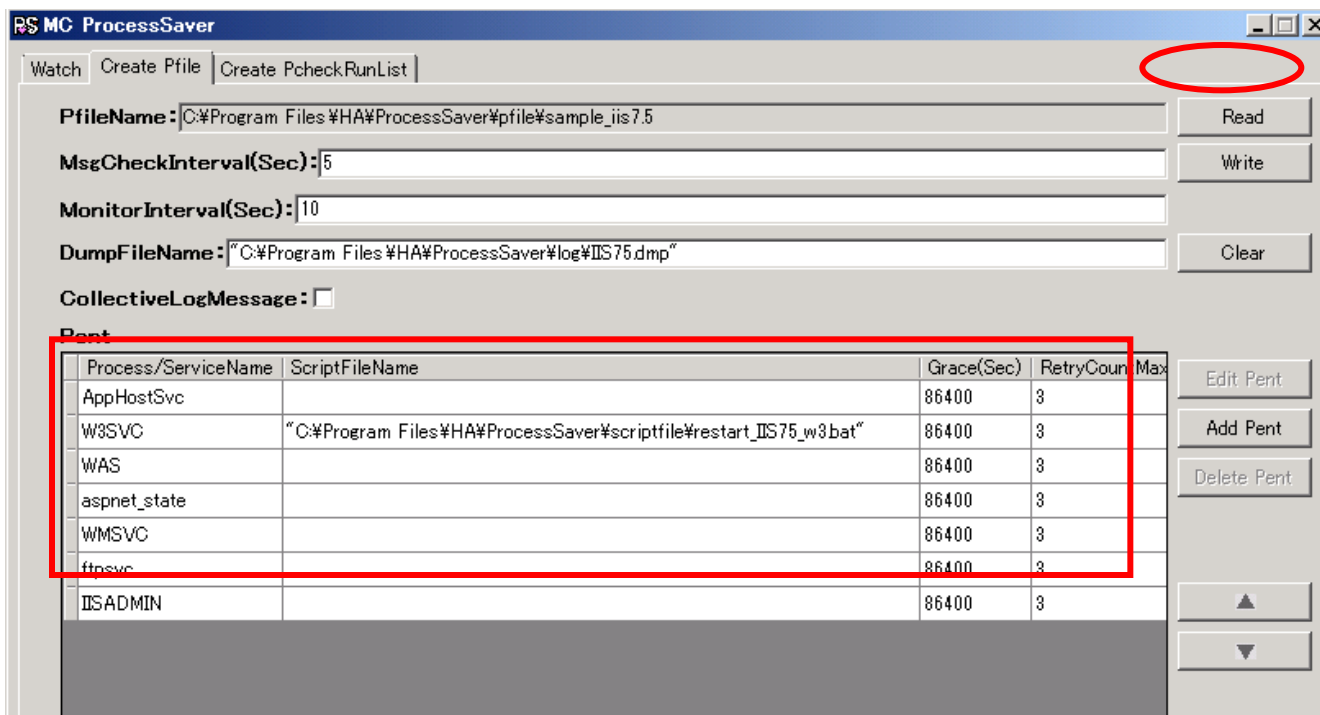 MC ProcessSaver
Watch Create Pfile Create PcheckRunList
PfileName: C:¥Program Files ¥HA¥ProcessSaver¥pfile¥sample_iis7.5 Read
MsgCheckInterval(Sec): 5 Write
MonitorInterval(Sec): 10
DumpFileName: "C:¥Program Files ¥HA¥ProcessSaver¥log¥IIS75.dmp" Clear
CollectiveLogMessage:
Pent
Process/ServiceName ScriptFileName Grace(Sec) RetryCoun Max
AppHostSvc 86400 3
Edit Pent
W3SVC "C:¥Program Files¥HA¥ProcessSaver¥scriptfile¥restart_IIS75_w3.bat" 86400 3
Add Pent
WAS 86400 3
Delete Pent
aspnet_state 86400 3
WMSVC 86400 3
ftpsvc 86400 3
IISADMIN 86400 3